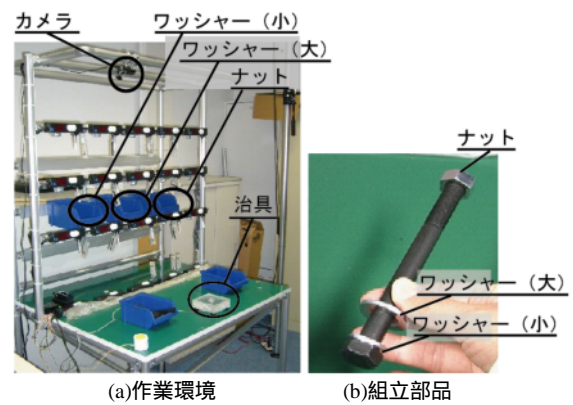 カメラ
ワッシャー（小）
ワッシャー（大）
ナット
治具
ナット
ワッシャー（大）
ワッシャー（小）
(a)作業環境
(b)組立部品